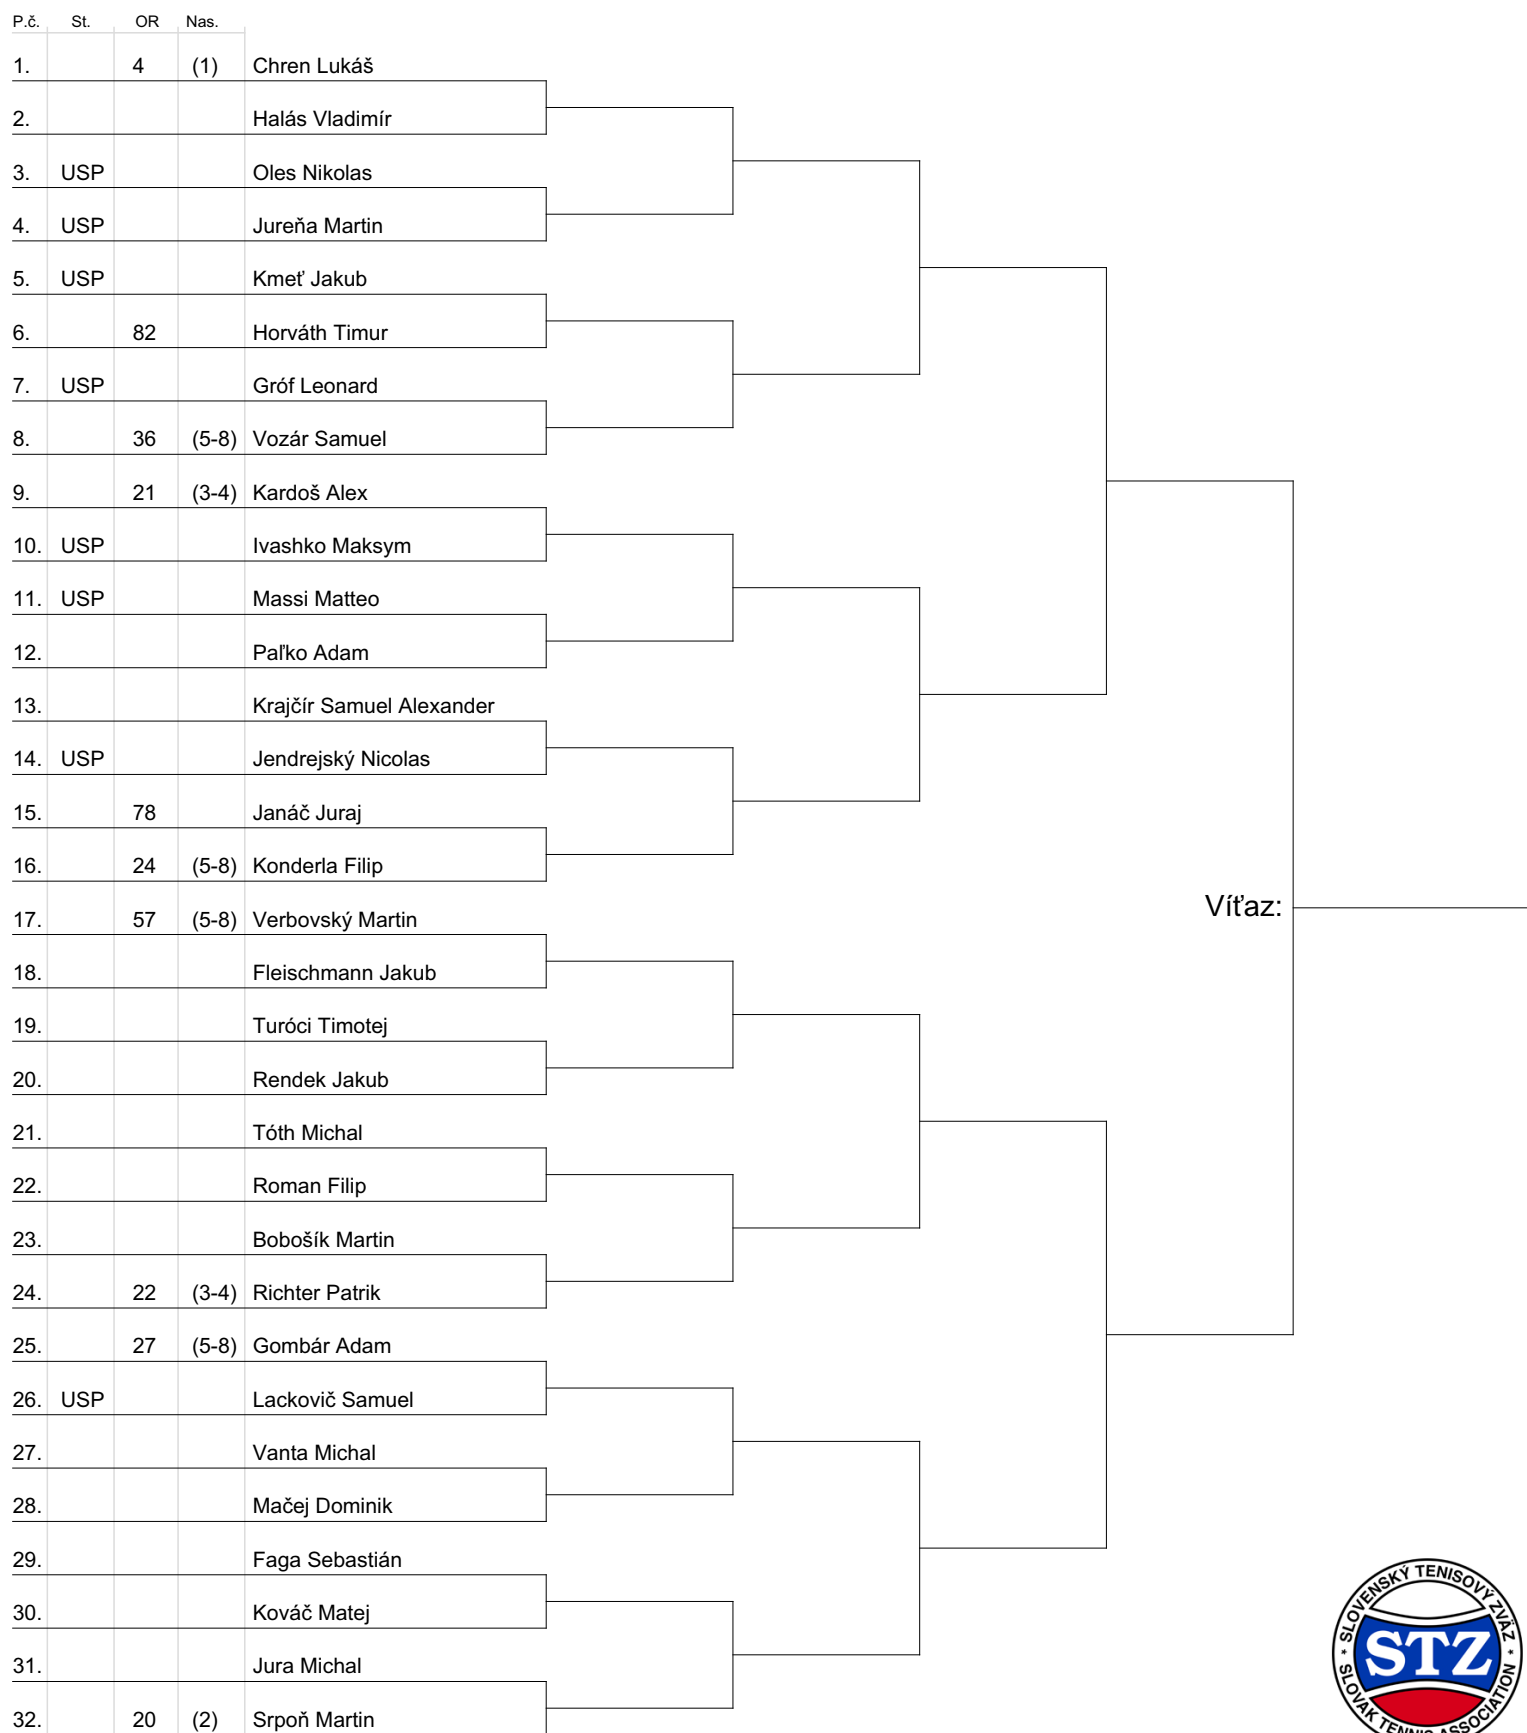 P.č. St. OR Nas.
1. 4 (1) Chren Lukáš
2. Halás Vladimír
3. USP Oles Nikolas
4. USP Jureňa Martin
5. USP Kmeť Jakub
6. 82 Horváth Timur
7. USP Gróf Leonard
8. 36 (5-8) Vozár Samuel
9. 21 (3-4) Kardoš Alex
10. USP Ivashko Maksym
11. USP Massi Matteo
12. Paľko Adam
13. Krajčír Samuel Alexander
14. USP Jendrejský Nicolas
15. 78 Janáč Juraj
16. 24 (5-8) Konderla Filip
Víťaz:
17. 57 (5-8) Verbovský Martin
18. Fleischmann Jakub
19. Turóci Timotej
20. Rendek Jakub
21. Tóth Michal
22. Roman Filip
23. Bobošík Martin
24. 22 (3-4) Richter Patrik
25. 27 (5-8) Gombár Adam
26. USP Lackovič Samuel
27. Vanta Michal
28. Mačej Dominik
29. Faga Sebastián
30. Kováč Matej
31. Jura Michal
32. 20 (2) Srpoň Martin
SLOVENSKÝ TENISOVÝ ZVÄZ
STZ
SLOVAK TENNIS ASSOCIATION